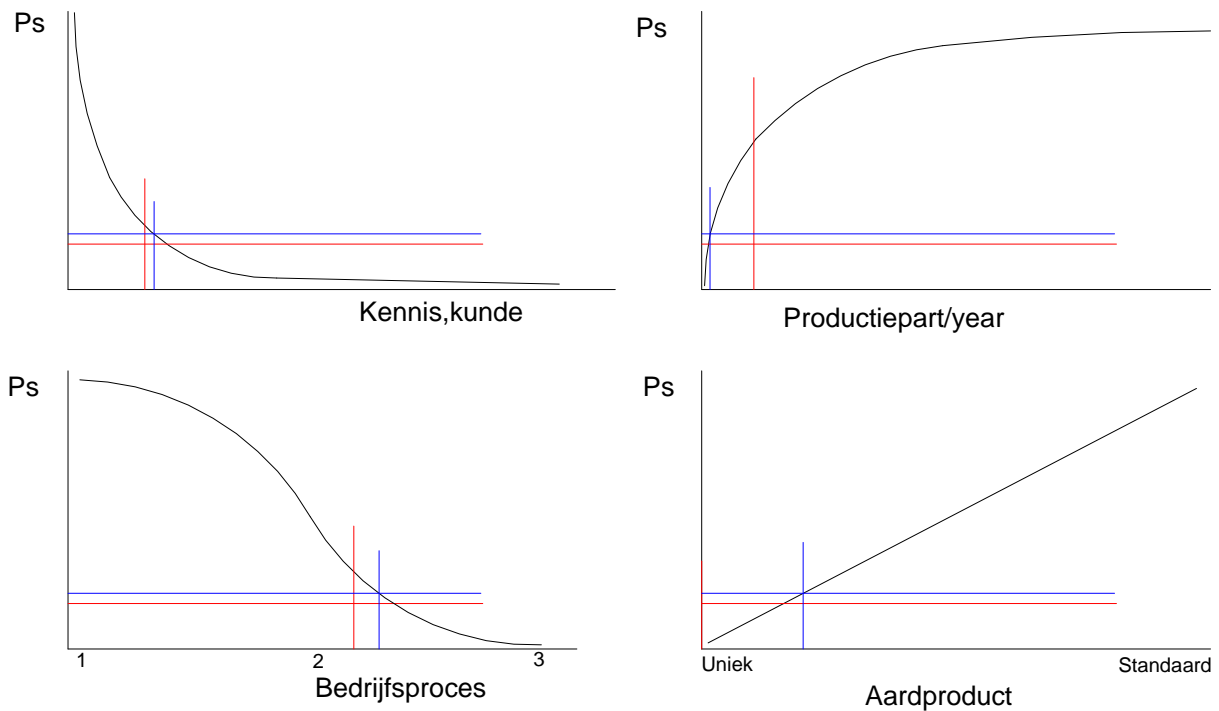 Ps
Kennis,kunde
Ps
Productiepart/year
Ps
1 2 3
Bedrijfsproces
Ps
Uniek Standaard
Aardproduct